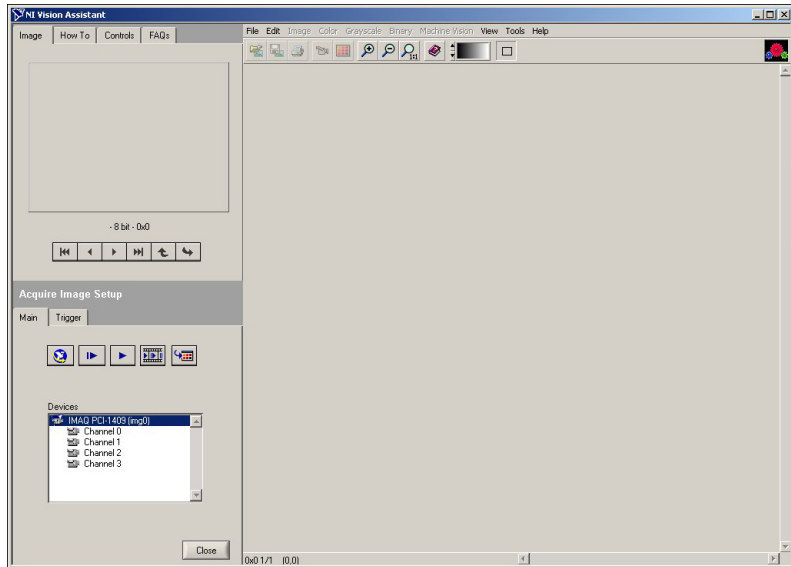 NI Vision Assistant
Image How To Controls FAQs
File Edit Image Color Grayscale Binary Machine Vision View Tools Help
1:1
- 8 bit - 0x0
Acquire Image Setup
Main Trigger
Devices
IMAQ PCI-1409 (img0)
Channel 0
Channel 1
Channel 2
Channel 3
Close
0x0 1/1 (0,0)